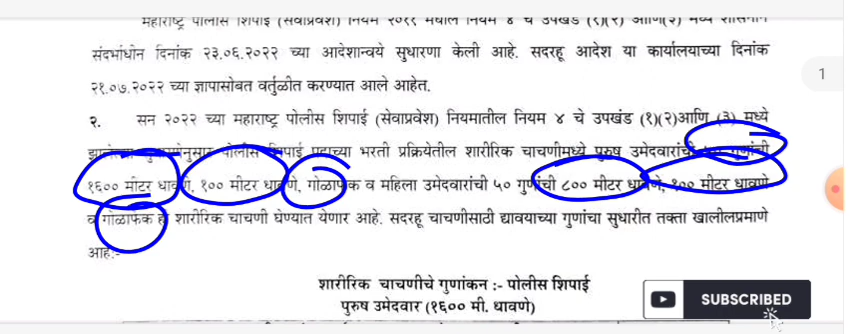 महाराष्ट्र पोलीस शिपाई (सेवाप्रवेश) नियम २०११ मधील नियम ४ चे उपखंड (१)(२) आणि(३) मध्ये शासनाने
संदर्भाधीन दिनांक २३.०६.२०२२ च्या आदेशान्वये सुधारणा केली आहे. सदरहू आदेश या कार्यालयाच्या दिनांक
२१.०७.२०२२ च्या ज्ञापासोबत वर्तुळीत करण्यात आले आहेत.
२. सन २०२२ च्या महाराष्ट्र पोलीस शिपाई (सेवाप्रवेश) नियमातील नियम ४ चे उपखंड (१)(२)आणि (३) मध्ये
पोलीस शिपाई पदाच्या भरती प्रक्रियेतील शारीरिक चाचणीमध्ये पुरुष उमेदवारांची गुणांची
१६०० मीटर धावणे, १०० मीटर धावणे, गोळाफेक व महिला उमेदवारांची ५० गुणांची ८०० मीटर धावणे, १०० मीटर धावणे
व गोळाफेक ही शारीरिक चाचणी घेण्यात येणार आहे. सदरहू चाचणीसाठी द्यावयाच्या गुणांचा सुधारीत तक्ता खालीलप्रमाणे
आहे:-
शारीरिक चाचणीचे गुणांकन :- पोलीस शिपाई
पुरुष उमेदवार (१६०० मी. धावणे)
SUBSCRIBED
1